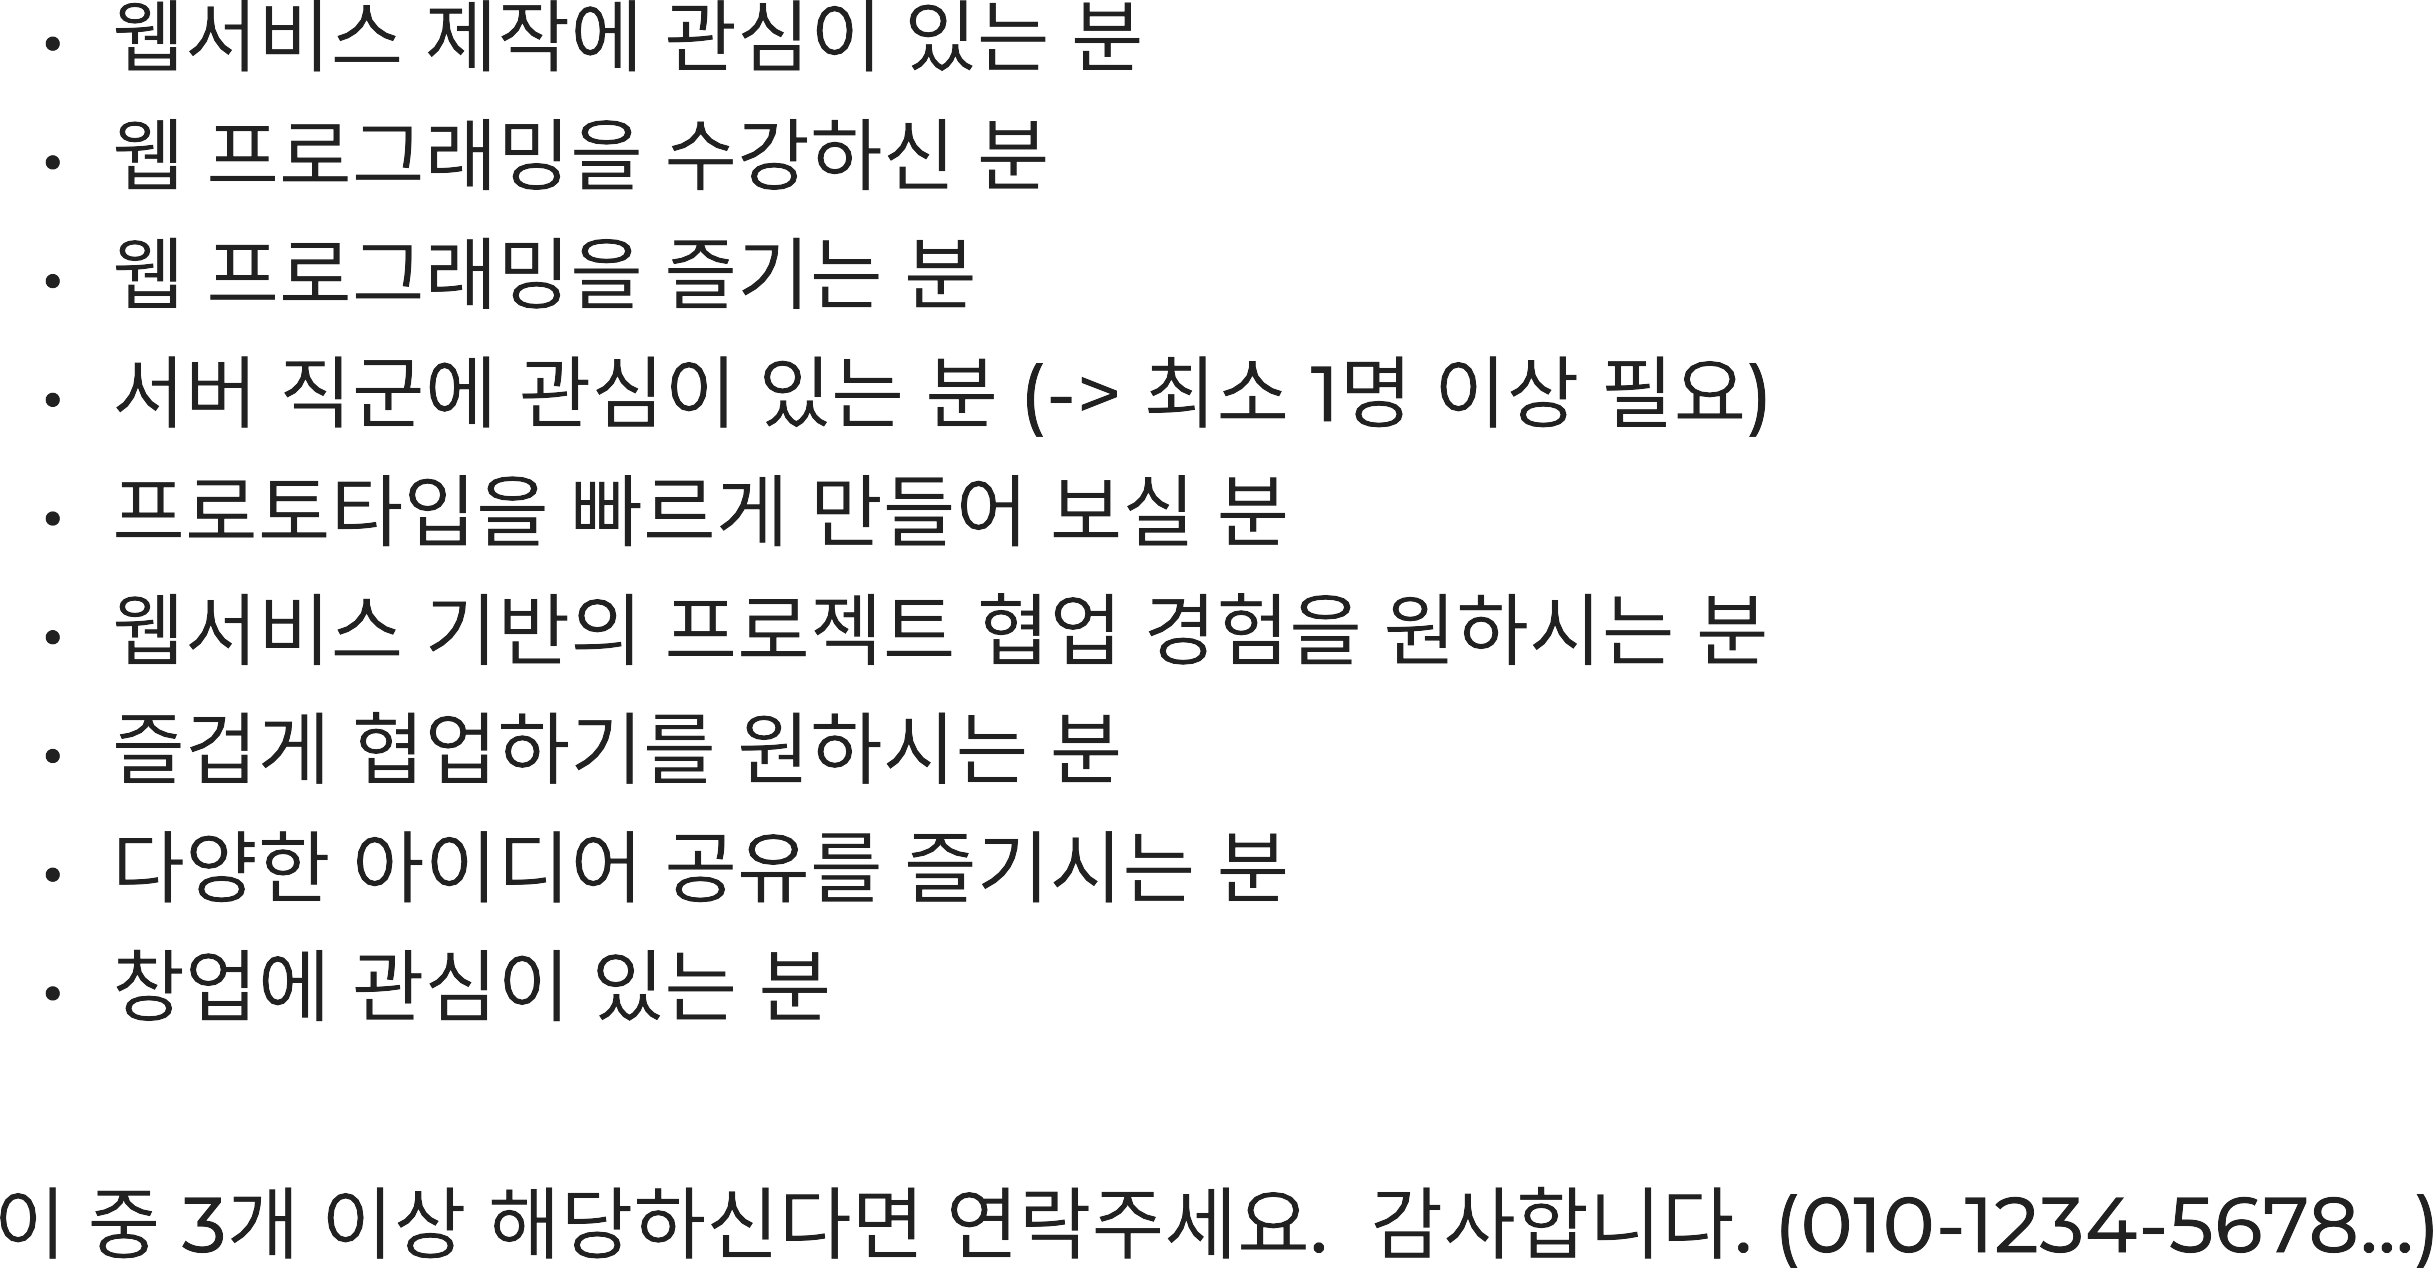 • 웹서비스 제작에 관심이 있는 분
• 웹 프로그래밍을 수강하신 분
• 웹 프로그래밍을 즐기는 분
• 서버 직군에 관심이 있는 분 (-> 최소 1명 이상 필요)
• 프로토타입을 빠르게 만들어 보실 분
• 웹서비스 기반의 프로젝트 협업 경험을 원하시는 분
• 즐겁게 협업하기를 원하시는 분
• 다양한 아이디어 공유를 즐기시는 분
• 창업에 관심이 있는 분
이 중 3개 이상 해당하신다면 연락주세요.  감사합니다. (010-1234-5678...)